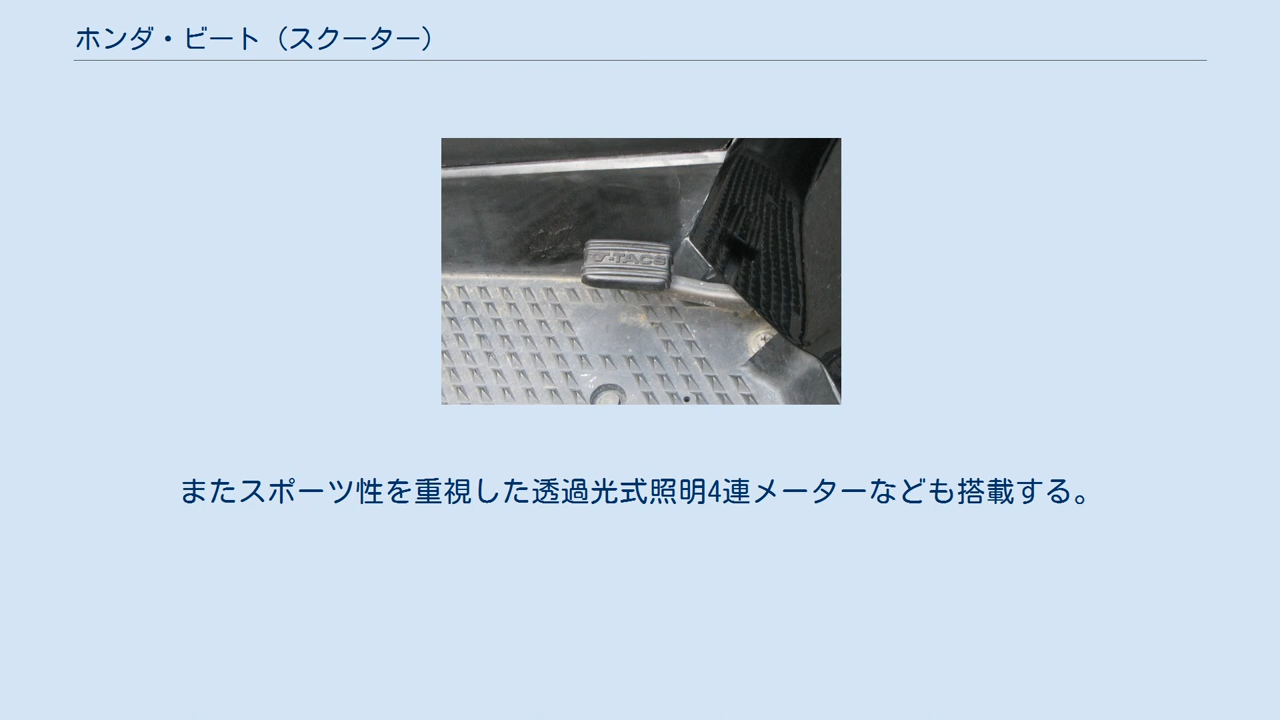 ホンダ・ビート（スクーター）
V-TACS
またスポーツ性を重視した透過光式照明4連メーターなども搭載する。